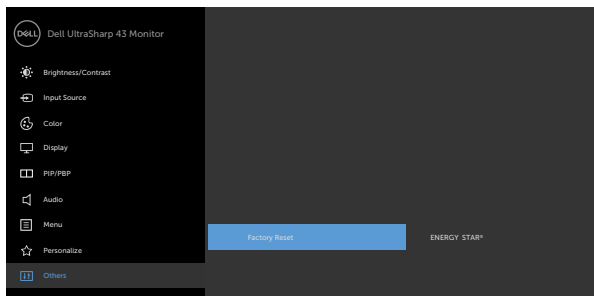 DELL
Dell UltraSharp 43 Monitor
Brightness/Contrast
Input Source
Color
Display
PIP/PBP
Audio
Menu
Factory Reset ENERGY STAR®
Personalize
Others